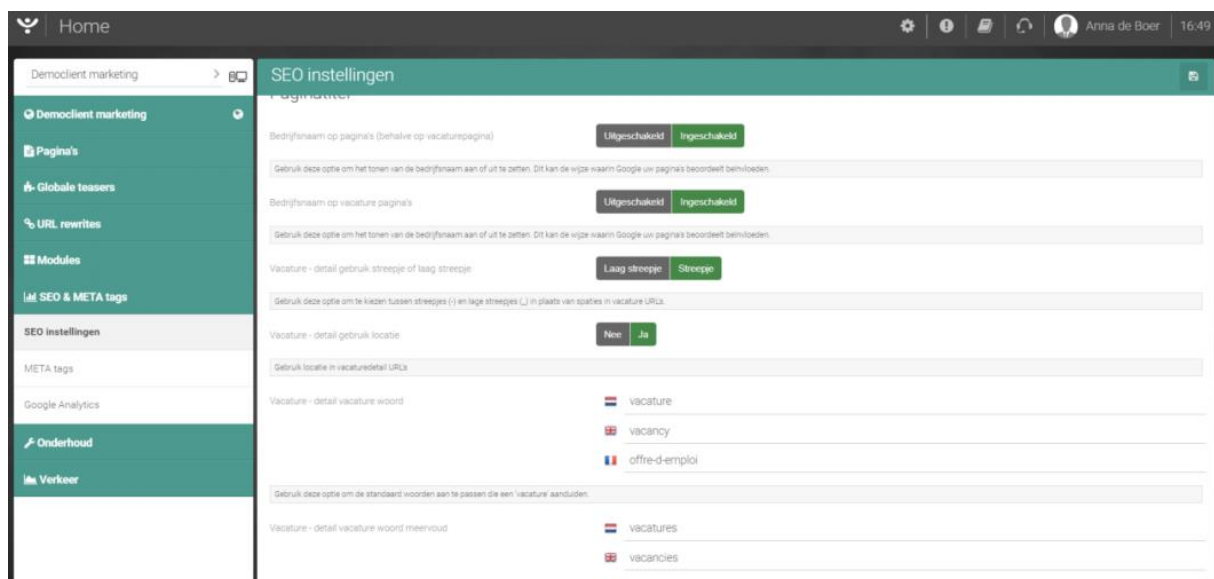 Home
Anna de Boer
16:49
Democlient marketing
SEO instellingen
Democlient marketing
Pagina's
Globale teasers
URL rewrites
Modules
SEO & META tags
SEO instellingen
META tags
Google Analytics
Onderhoud
Verkeer
Paginatitel
Bedrijfsnaam op pagina's (behalve op vacaturepagina)
Uitgeschakeld Ingeschakeld
Gebruik deze optie om het tonen van de bedrijfsnaam aan of uit te zetten. Dit kan de wijze waarin Google uw pagina's beoordeelt beïnvloeden.
Bedrijfsnaam op vacature pagina's
Uitgeschakeld Ingeschakeld
Gebruik deze optie om het tonen van de bedrijfsnaam aan of uit te zetten. Dit kan de wijze waarin Google uw pagina's beoordeelt beïnvloeden.
Vacature - detail gebruik streepje of laag streepje
Laag streepje Streepje
Gebruik deze optie om te kiezen tussen streepjes (-) en lage streepjes (_) in plaats van spaties in vacature URLs.
Vacature - detail gebruik locatie
Nee Ja
Gebruik locatie in vacaturedetail URLs
Vacature - detail vacature woord
vacature
vacancy
offre-d-emploi
Gebruik deze optie om de standaard woorden aan te passen die een 'vacature' aanduiden.
Vacature - detail vacature woord meervoud
vacatures
vacancies